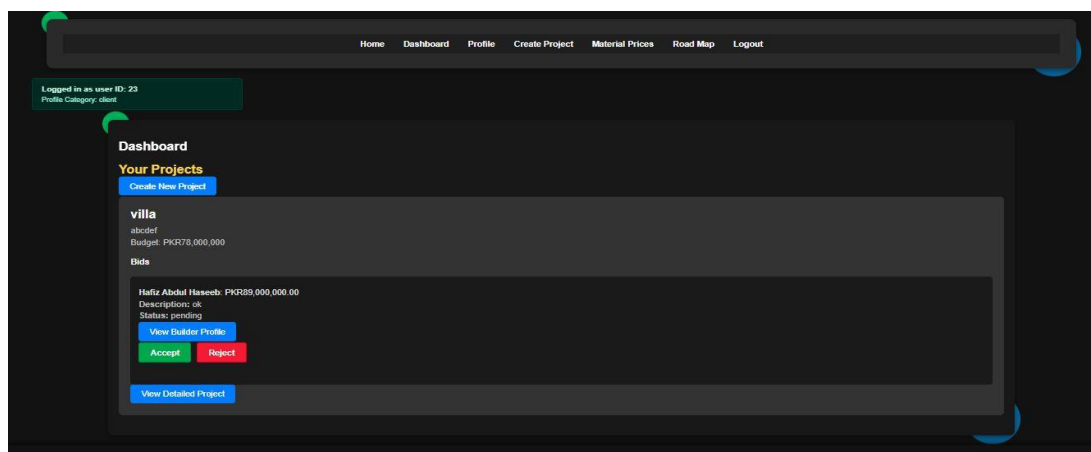 Home Dashboard Profile Create Project Material Prices Road Map Logout
Logged in as user ID: 23
Profile Category: client
Dashboard
Your Projects
Create New Project
villa
abcdef
Budget: PKR78,000,000
Bids
Hafiz Abdul Haseeb: PKR89,000,000.00
Description: ok
Status: pending
View Builder Profile
Accept Reject
View Detailed Project